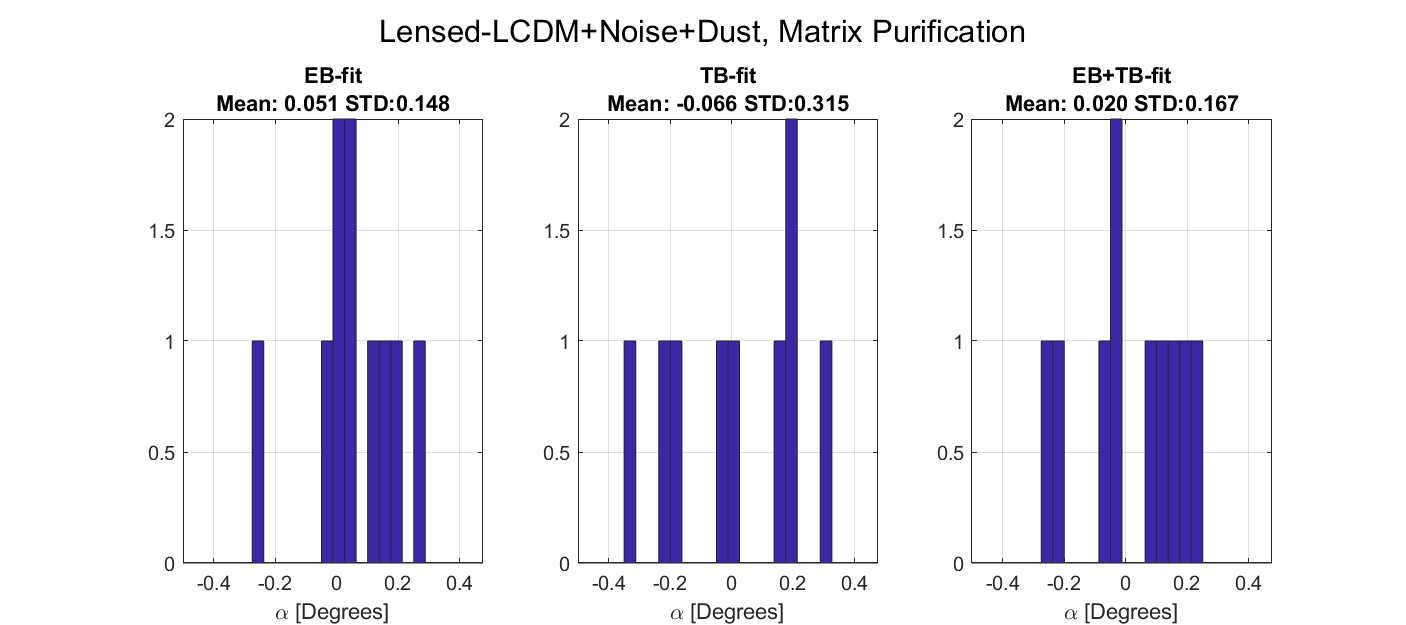 Lensed-LCDM+Noise+Dust, Matrix Purification
EB-fit
Mean: 0.051 STD:0.148
2
1.5
1
0.5
0
-0.4 -0.2 0 0.2 0.4
α [Degrees]
TB-fit
Mean: -0.066 STD:0.315
2
1.5
1
0.5
0
-0.4 -0.2 0 0.2 0.4
α [Degrees]
EB+TB-fit
Mean: 0.020 STD:0.167
2
1.5
1
0.5
0
-0.4 -0.2 0 0.2 0.4
α [Degrees]